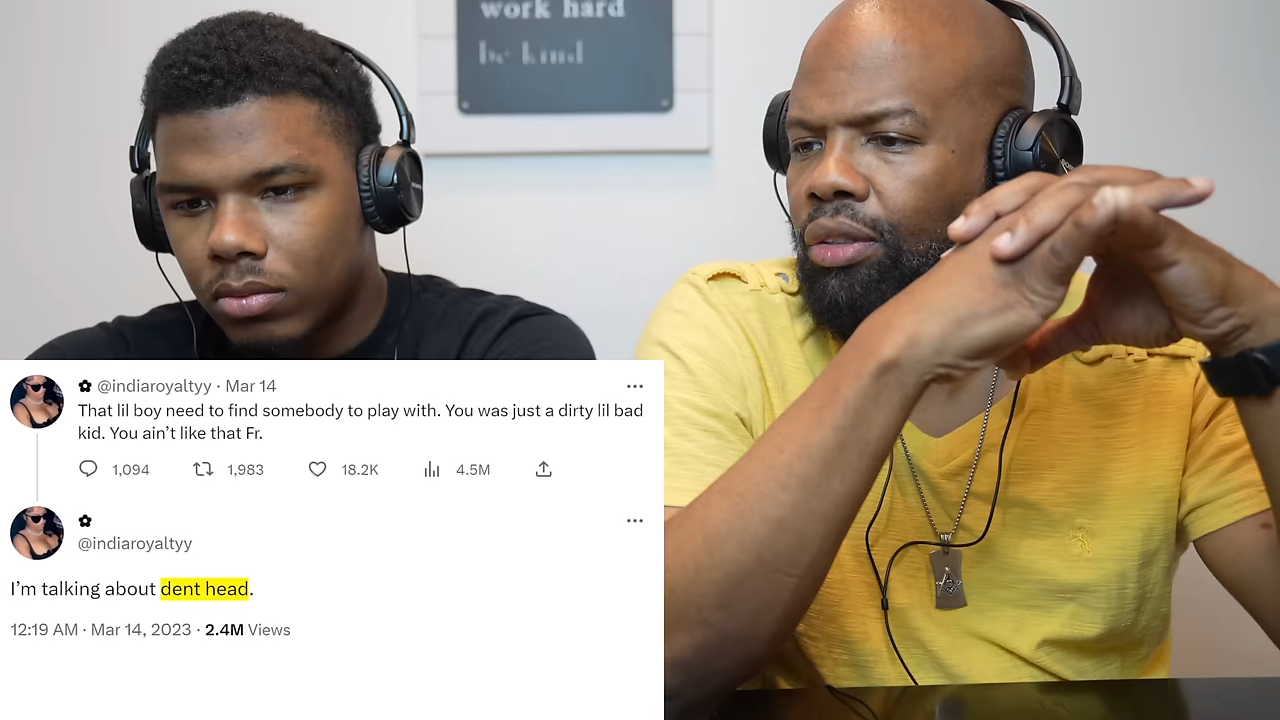 work hard
be kind
SONY
✿ @indiaroyaltyy · Mar 14
That lil boy need to find somebody to play with. You was just a dirty lil bad
kid. You ain’t like that Fr.
1,094 1,983 18.2K 4.5M
✿
@indiaroyaltyy
I’m talking about dent head.
12:19 AM · Mar 14, 2023 · 2.4M Views